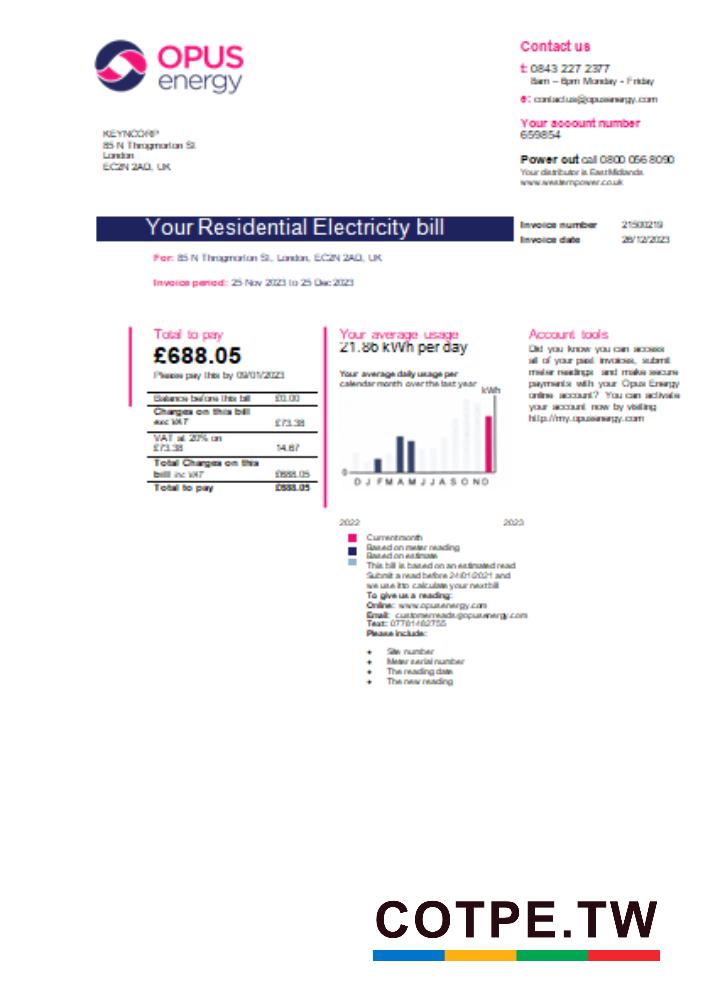 OPUS
energy
Contact us
t: 0843 227 2377
8am – 6pm Monday - Friday
e: contactus@opusenergy.com
Your account number
659854
KEYNCORP
85 N Throgmorton St.
London
EC2N 2AD, UK
Power out call 0800 056 8090
Your distributor is East Midlands
www.westernpower.co.uk
Your Residential Electricity bill
Invoice number 21500219
Invoice date 26/12/2023
For: 85 N Throgmorton St., London, EC2N 2AD, UK
Invoice period: 25 Nov 2023 to 25 Dec 2023
Total to pay
£688.05
Please pay this by 09/01/2023
Balance before this bill £0.00
Charges on this bill
exc VAT £73.38
VAT at 20% on
£73.38 14.67
Total Charges on this
bill inc VAT £688.05
Total to pay £688.05
Your average usage
21.86 kWh per day
Your average daily usage per
calendar month over the last year
kWh
0
D J F M A M J J A S O N D
2022 2023
Current month
Based on meter reading
Based on estimate
This bill is based on an estimated read
Submit a read before 24/01/2021 and
we use it to calculate your next bill
To give us a reading:
Online: www.opusenergy.com
Email: customerreads@opusenergy.com
Text: 07781482755
Please include:
• Site number
• Meter serial number
• The reading date
• The new reading
Account tools
Did you know you can access
all of your past invoices, submit
meter readings and make secure
payments with your Opus Energy
online account? You can activate
your account now by visiting
http://my.opusenergy.com
COTPE.TW